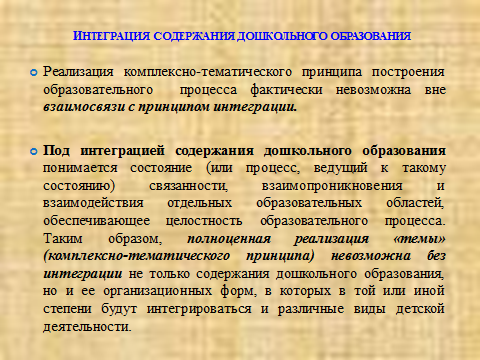 ИНТЕГРАЦИЯ СОДЕРЖАНИЯ ДОШКОЛЬНОГО ОБРАЗОВАНИЯ
Реализация комплексно-тематического принципа построения
образовательного процесса фактически невозможна вне
взаимосвязи с принципом интеграции.
Под интеграцией содержания дошкольного образования
понимается состояние (или процесс, ведущий к такому
состоянию) связанности, взаимопроникновения и
взаимодействия отдельных образовательных областей,
обеспечивающее целостность образовательного процесса.
Таким образом, полноценная реализация «темы»
(комплексно-тематического принципа) невозможна без
интеграции не только содержания дошкольного образования,
но и ее организационных форм, в которых в той или иной
степени будут интегрироваться и различные виды детской
деятельности.